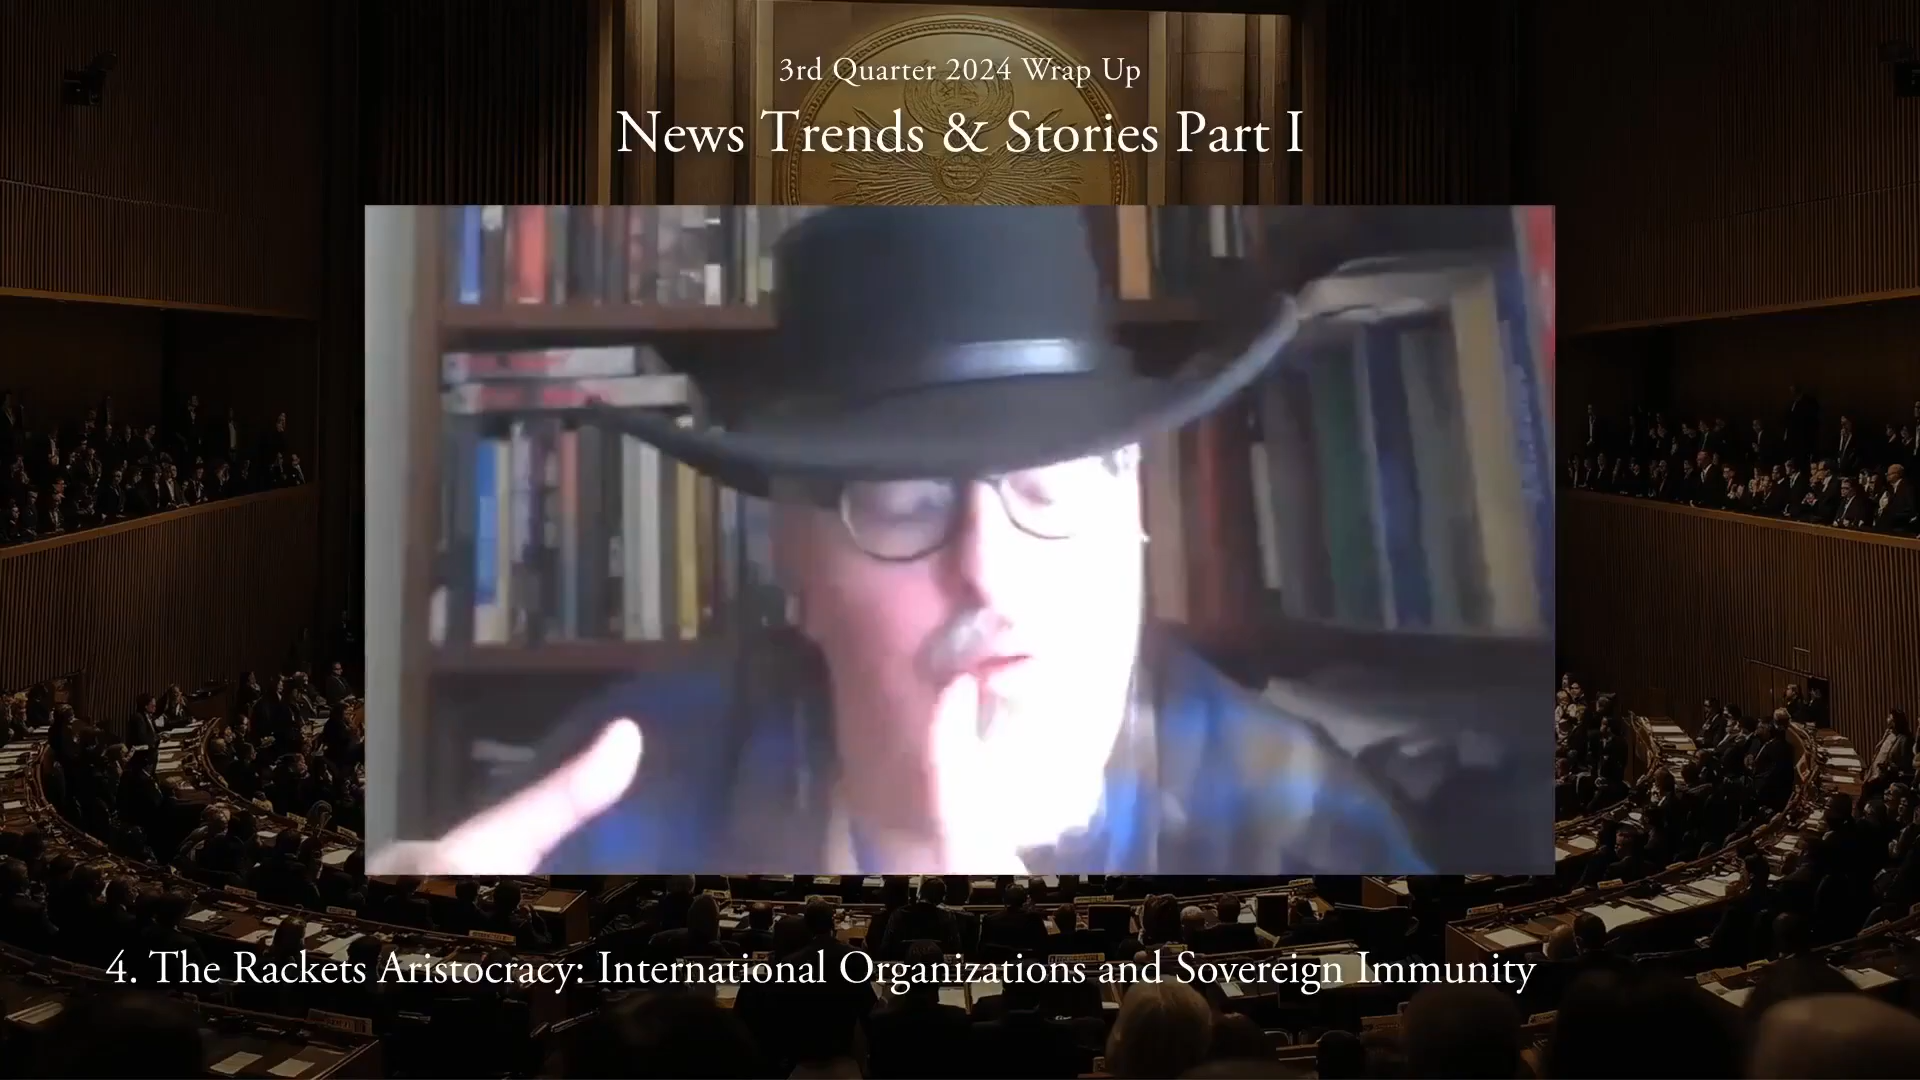 3rd Quarter 2024 Wrap Up
News Trends & Stories Part I
4. The Rackets Aristocracy: International Organizations and Sovereign Immunity